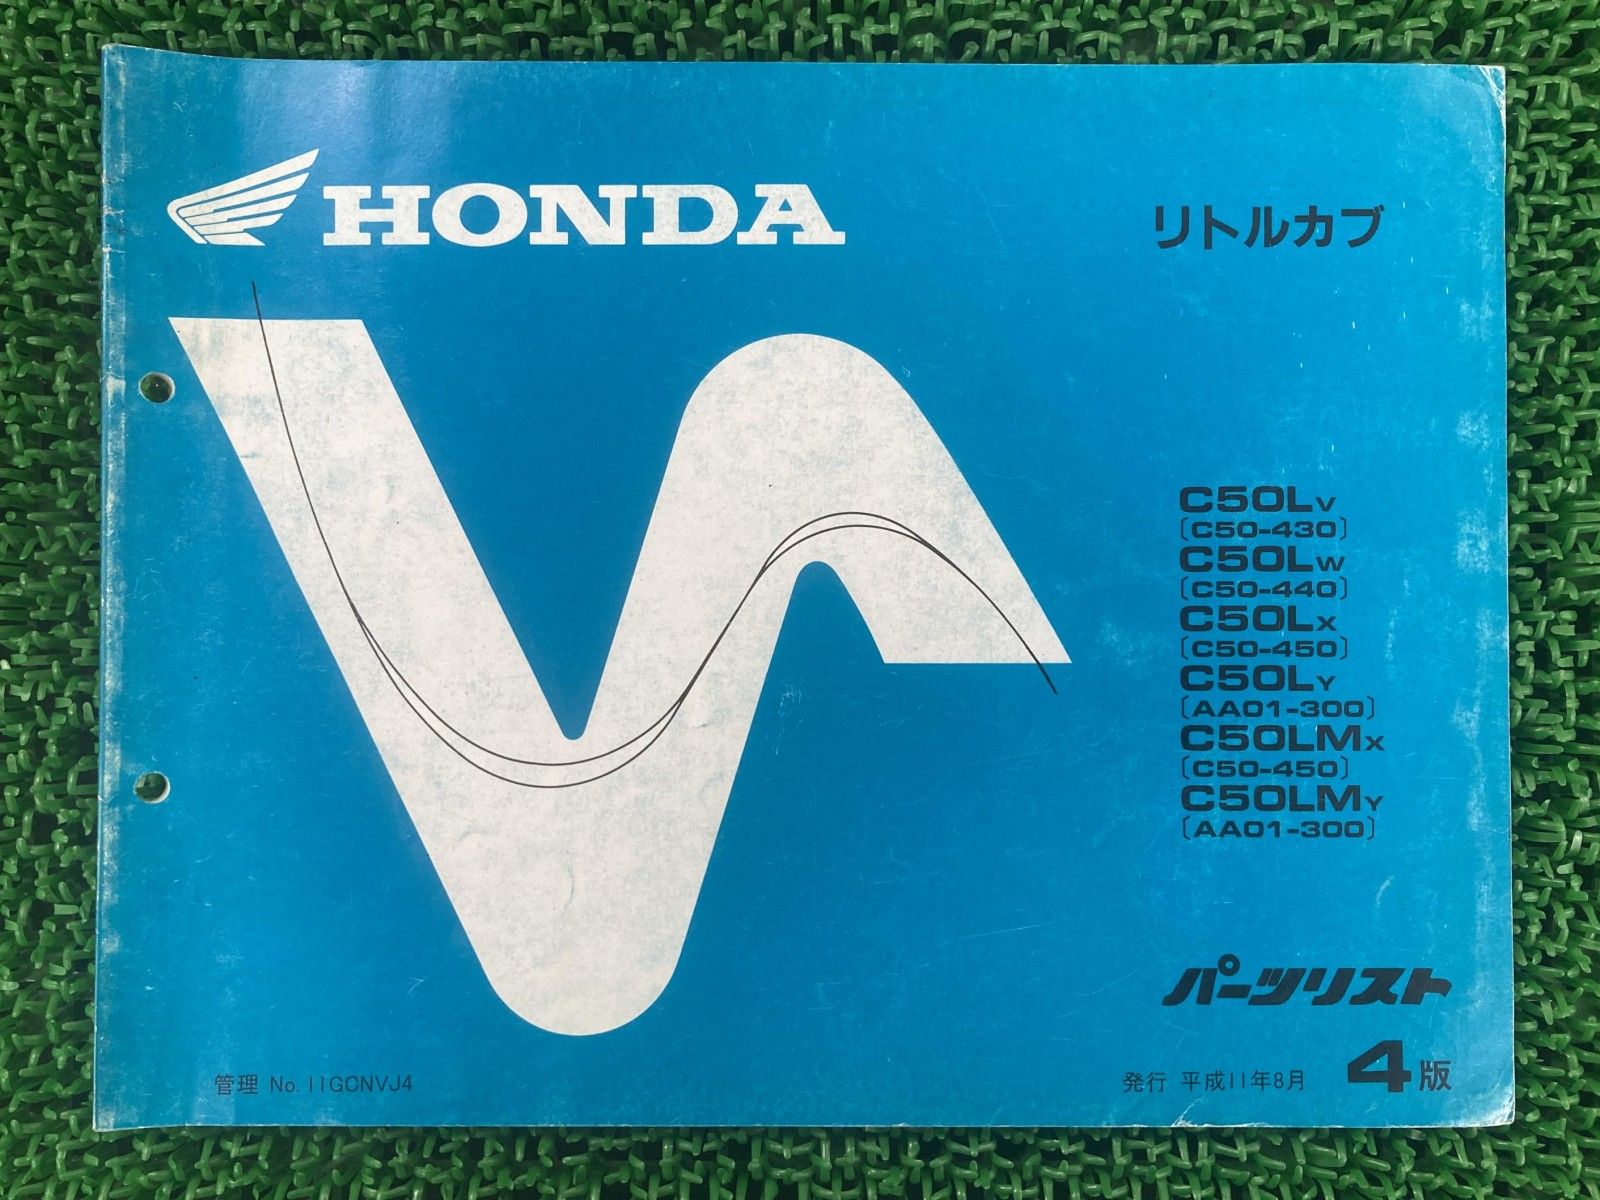 HONDA
リトルカブ
C50LV
[C50-430]
C50LW
[C50-440]
C50LX
[C50-450]
C50LY
[AA01-300]
C50LMX
[C50-450]
C50LMY
[AA01-300]
パーツリスト
管理 No.11GCNVJ4
発行 平成11年8月 4版